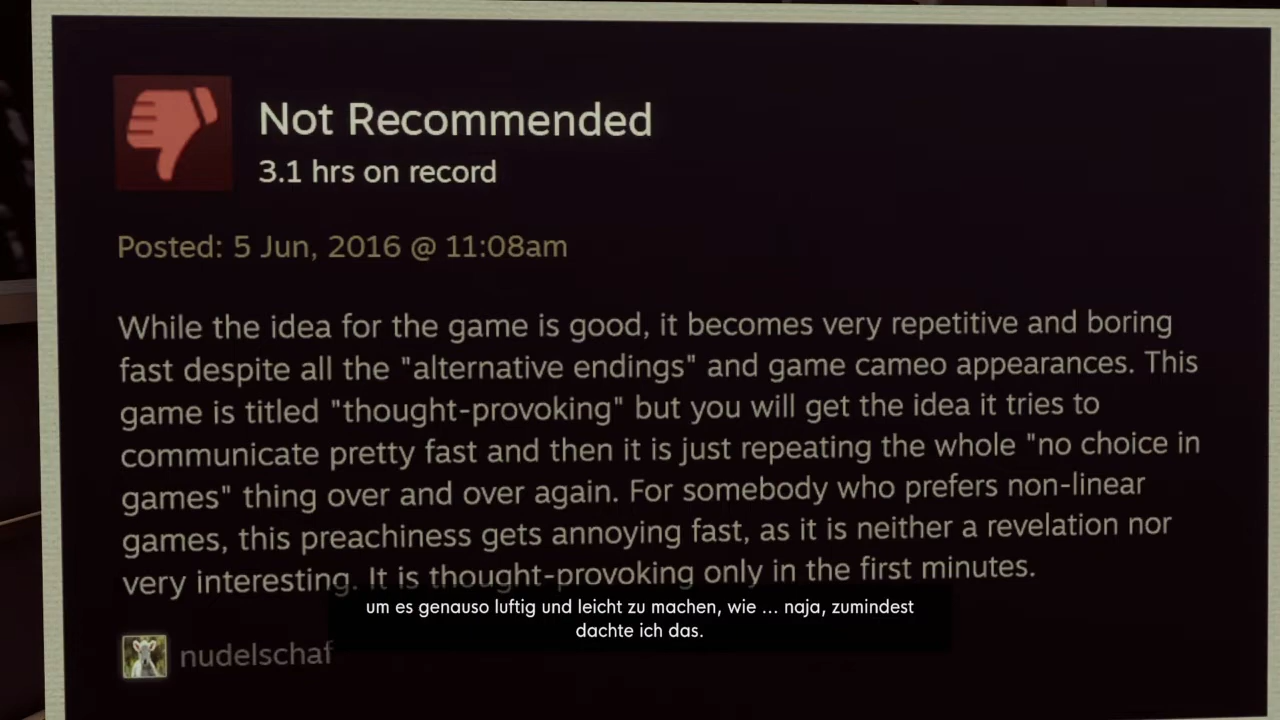 Not Recommended
3.1 hrs on record
Posted: 5 Jun, 2016 @ 11:08am
While the idea for the game is good, it becomes very repetitive and boring
fast despite all the "alternative endings" and game cameo appearances. This
game is titled "thought-provoking" but you will get the idea it tries to
communicate pretty fast and then it is just repeating the whole "no choice in
games" thing over and over again. For somebody who prefers non-linear
games, this preachiness gets annoying fast, as it is neither a revelation nor
very interesting. It is thought-provoking only in the first minutes.
um es genauso luftig und leicht zu machen, wie ... naja, zumindest
dachte ich das.
nudelschaf